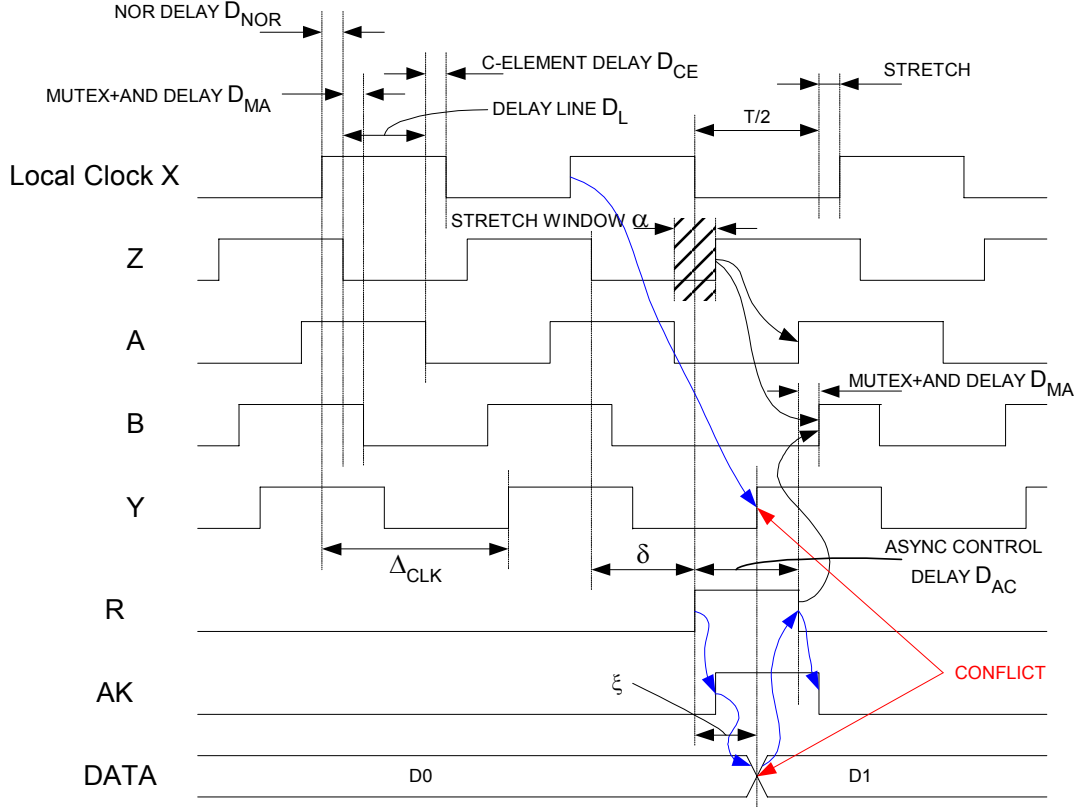 NOR DELAY DNOR
C-ELEMENT DELAY DCE
STRETCH
MUTEX+AND DELAY DMA
DELAY LINE DL
T/2
Local Clock X
STRETCH WINDOW α
Z
A
MUTEX+AND DELAY DMA
B
Y
ΔCLK
δ
ASYNC CONTROL
DELAY DAC
R
CONFLICT
AK
ξ
DATA
D0
D1